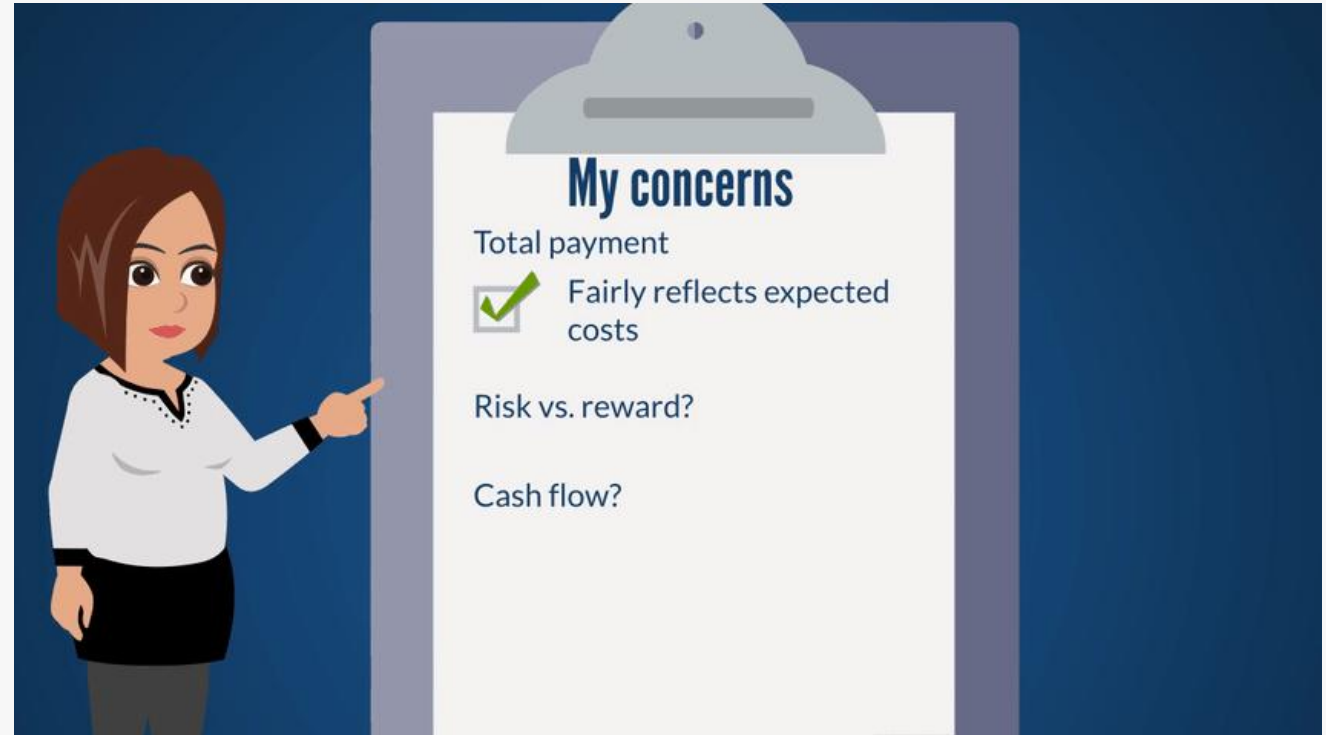 My concerns
Total payment
Fairly reflects expected
costs
Risk vs. reward?
Cash flow?